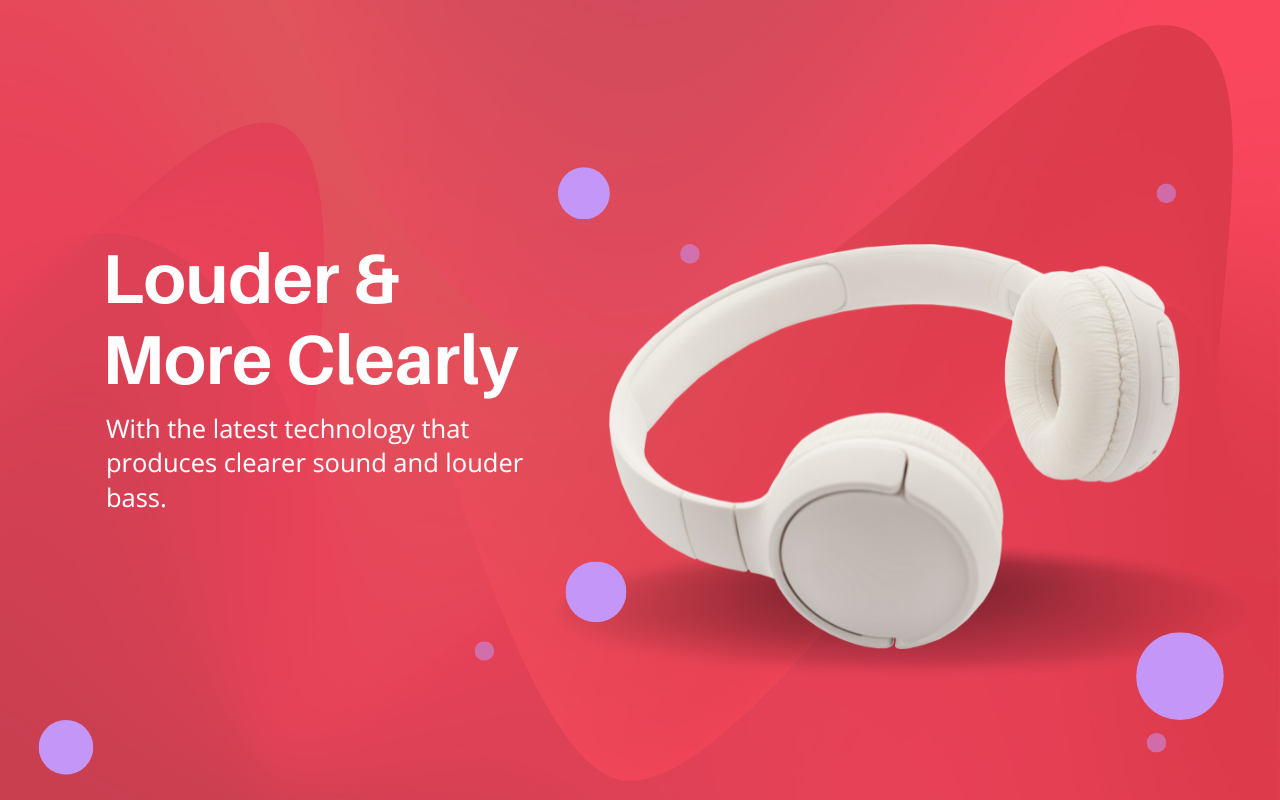 Louder &
More Clearly
With the latest technology that
produces clearer sound and louder
bass.